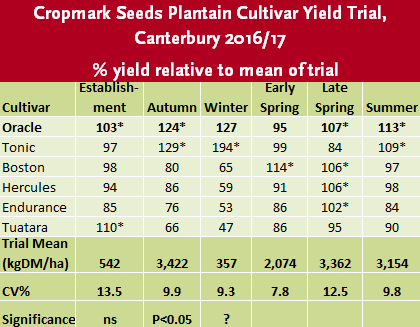 Cropmark Seeds Plantain Cultivar Yield Trial,
Canterbury 2016/17
% yield relative to mean of trial
Cultivar Establish-ment Autumn Winter Early Spring Late Spring Summer
Oracle 103* 124* 127 95 107* 113*
Tonic 97 129* 194* 99 84 109*
Boston 98 80 65 114* 106* 97
Hercules 94 86 59 91 106* 98
Endurance 85 76 53 86 102* 84
Tuatara 110* 66 47 86 95 90
Trial Mean (kgDM/ha) 542 3,422 357 2,074 3,362 3,154
CV% 13.5 9.9 9.3 7.8 12.5 9.8
Significance ns P<0.05 ?